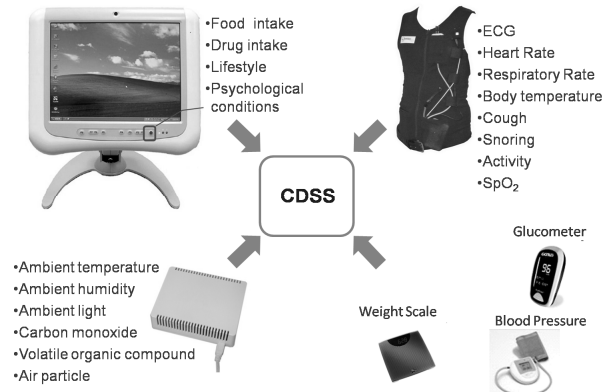 •Food intake
•Drug intake
•Lifestyle
•Psychological
conditions
•ECG
•Heart Rate
•Respiratory Rate
•Body temperature
•Cough
•Snoring
•Activity
•SpO₂
CDSS
•Ambient temperature
•Ambient humidity
•Ambient light
•Carbon monoxide
•Volatile organic compound
•Air particle
Weight Scale
Glucometer
96
Blood Pressure